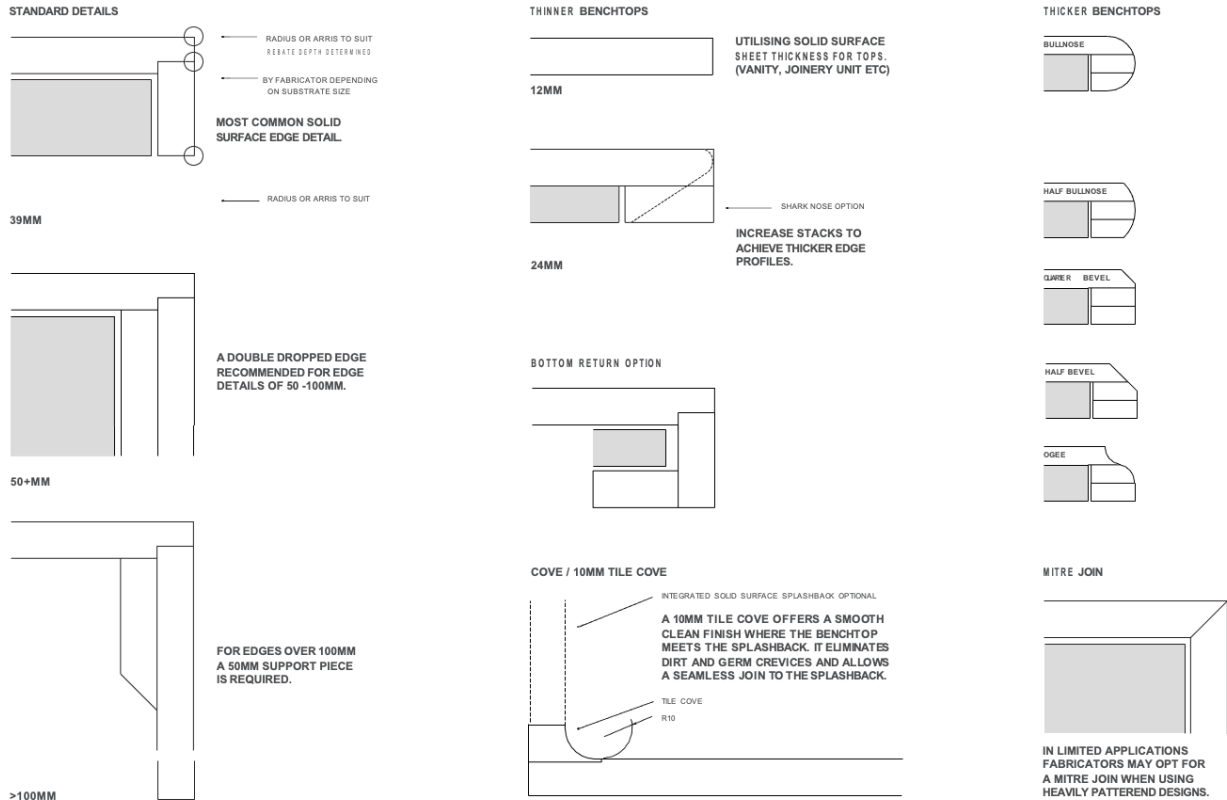 STANDARD DETAILS
RADIUS OR ARRIS TO SUIT
REBATE DEPTH DETERMINED
BY FABRICATOR DEPENDING
ON SUBSTRATE SIZE
MOST COMMON SOLID
SURFACE EDGE DETAIL.
RADIUS OR ARRIS TO SUIT
39MM
A DOUBLE DROPPED EDGE
RECOMMENDED FOR EDGE
DETAILS OF 50 -100MM.
50+MM
FOR EDGES OVER 100MM
A 50MM SUPPORT PIECE
IS REQUIRED.
>100MM
THINNER BENCHTOPS
UTILISING SOLID SURFACE
SHEET THICKNESS FOR TOPS.
(VANITY, JOINERY UNIT ETC)
12MM
SHARK NOSE OPTION
INCREASE STACKS TO
ACHIEVE THICKER EDGE
PROFILES.
24MM
BOTTOM RETURN OPTION
COVE / 10MM TILE COVE
INTEGRATED SOLID SURFACE SPLASHBACK OPTIONAL
A 10MM TILE COVE OFFERS A SMOOTH
CLEAN FINISH WHERE THE BENCHTOP
MEETS THE SPLASHBACK. IT ELIMINATES
DIRT AND GERM CREVICES AND ALLOWS
A SEAMLESS JOIN TO THE SPLASHBACK.
TILE COVE
R10
THICKER BENCHTOPS
BULLNOSE
HALF BULLNOSE
QUARTER BEVEL
HALF BEVEL
OGEE
MITRE JOIN
IN LIMITED APPLICATIONS
FABRICATORS MAY OPT FOR
A MITRE JOIN WHEN USING
HEAVILY PATTEREND DESIGNS.